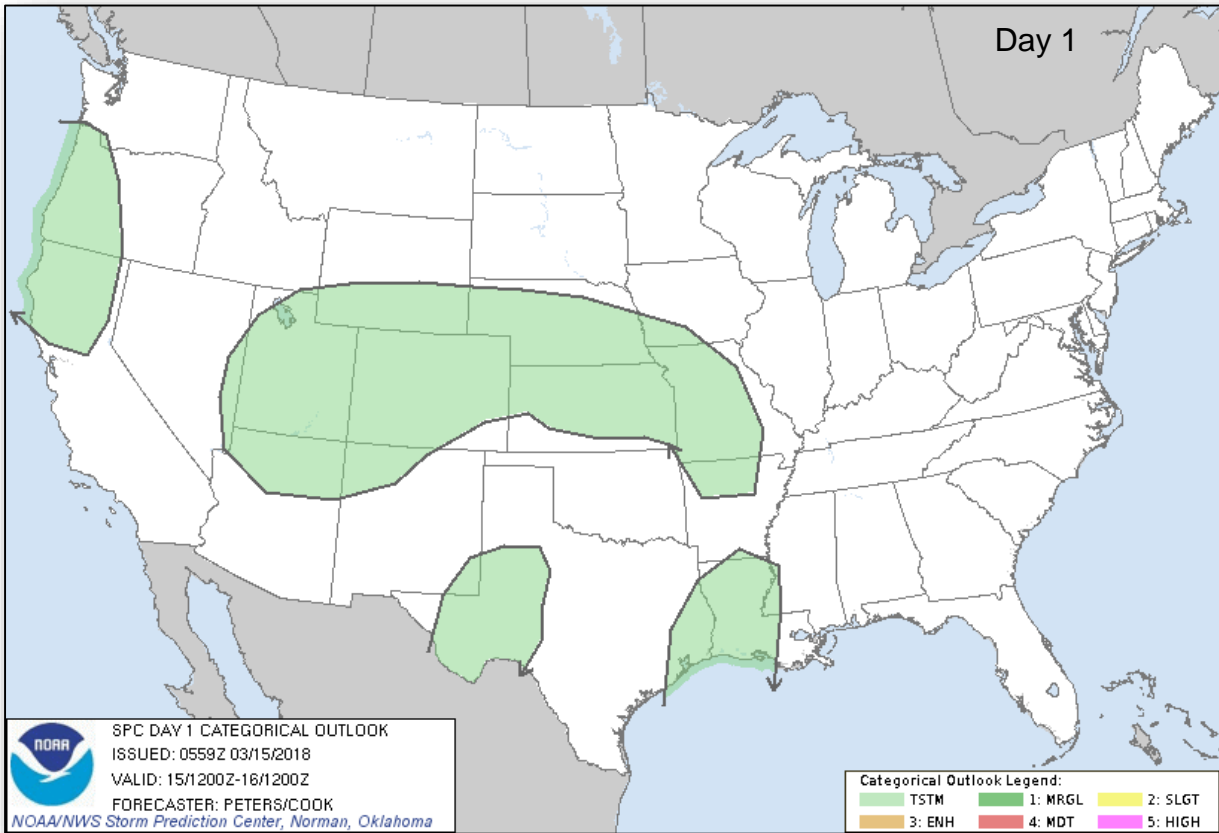 Day 1
NOAA
SPC DAY 1 CATEGORICAL OUTLOOK
ISSUED: 0559Z 03/15/2018
VALID: 15/1200Z-16/1200Z
FORECASTER: PETERS/COOK
NOAA/NWS Storm Prediction Center, Norman, Oklahoma
Categorical Outlook Legend:
TSTM 1: MRGL 2: SLGT
3: ENH 4: MDT 5: HIGH